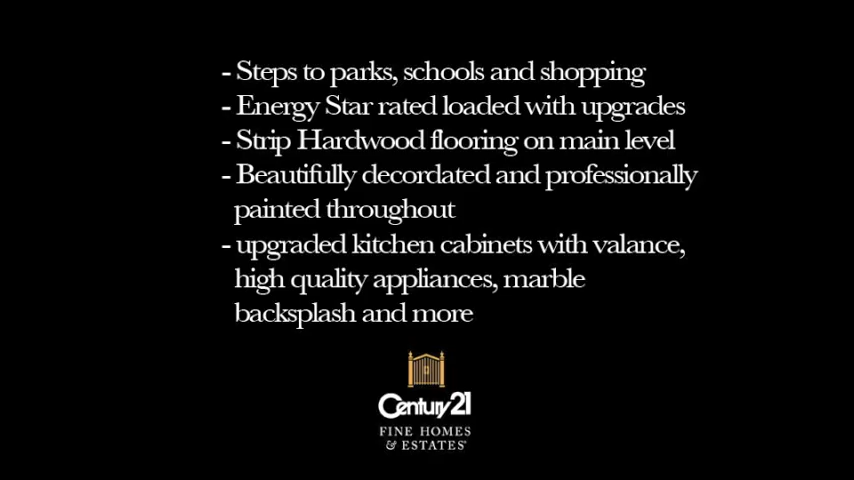 - Steps to parks, schools and shopping
- Energy Star rated loaded with upgrades
- Strip Hardwood flooring on main level
- Beautifully decordated and professionally
painted throughout
- upgraded kitchen cabinets with valance,
high quality appliances, marble
backsplash and more
Century 21
FINE HOMES
& ESTATES®